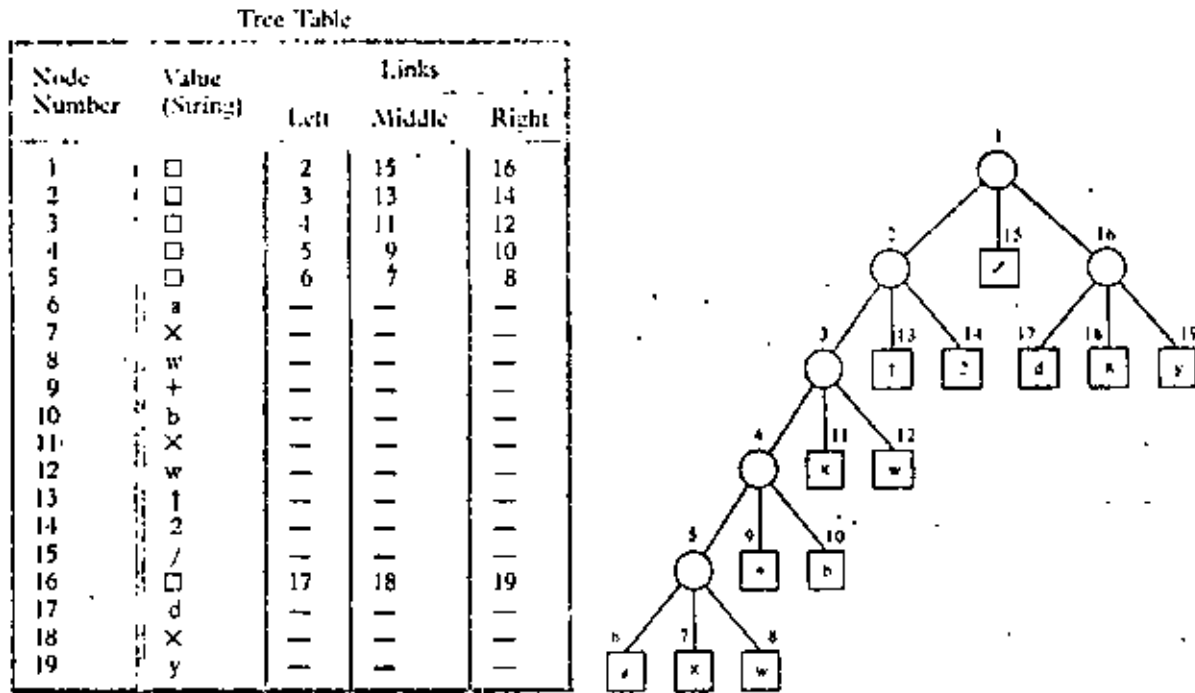 Tree Table
Node Number Value (String) Links
Left Middle Right
1 □ 2 15 16
2 □ 3 13 14
3 □ 4 11 12
4 □ 5 9 10
5 □ 6 7 8
6 a — — —
7 × — — —
8 w — — —
9 + — — —
10 b — — —
11 × — — —
12 w — — —
13 ↑ — — —
14 2 — — —
15 / — — —
16 □ 17 18 19
17 d — — —
18 × — — —
19 y — — —
1
2 15 16
/
3 13 14 17 18 19
↑ 2 d × y
4 11 12
× w
5 9 10
+ b
6 7 8
a × w